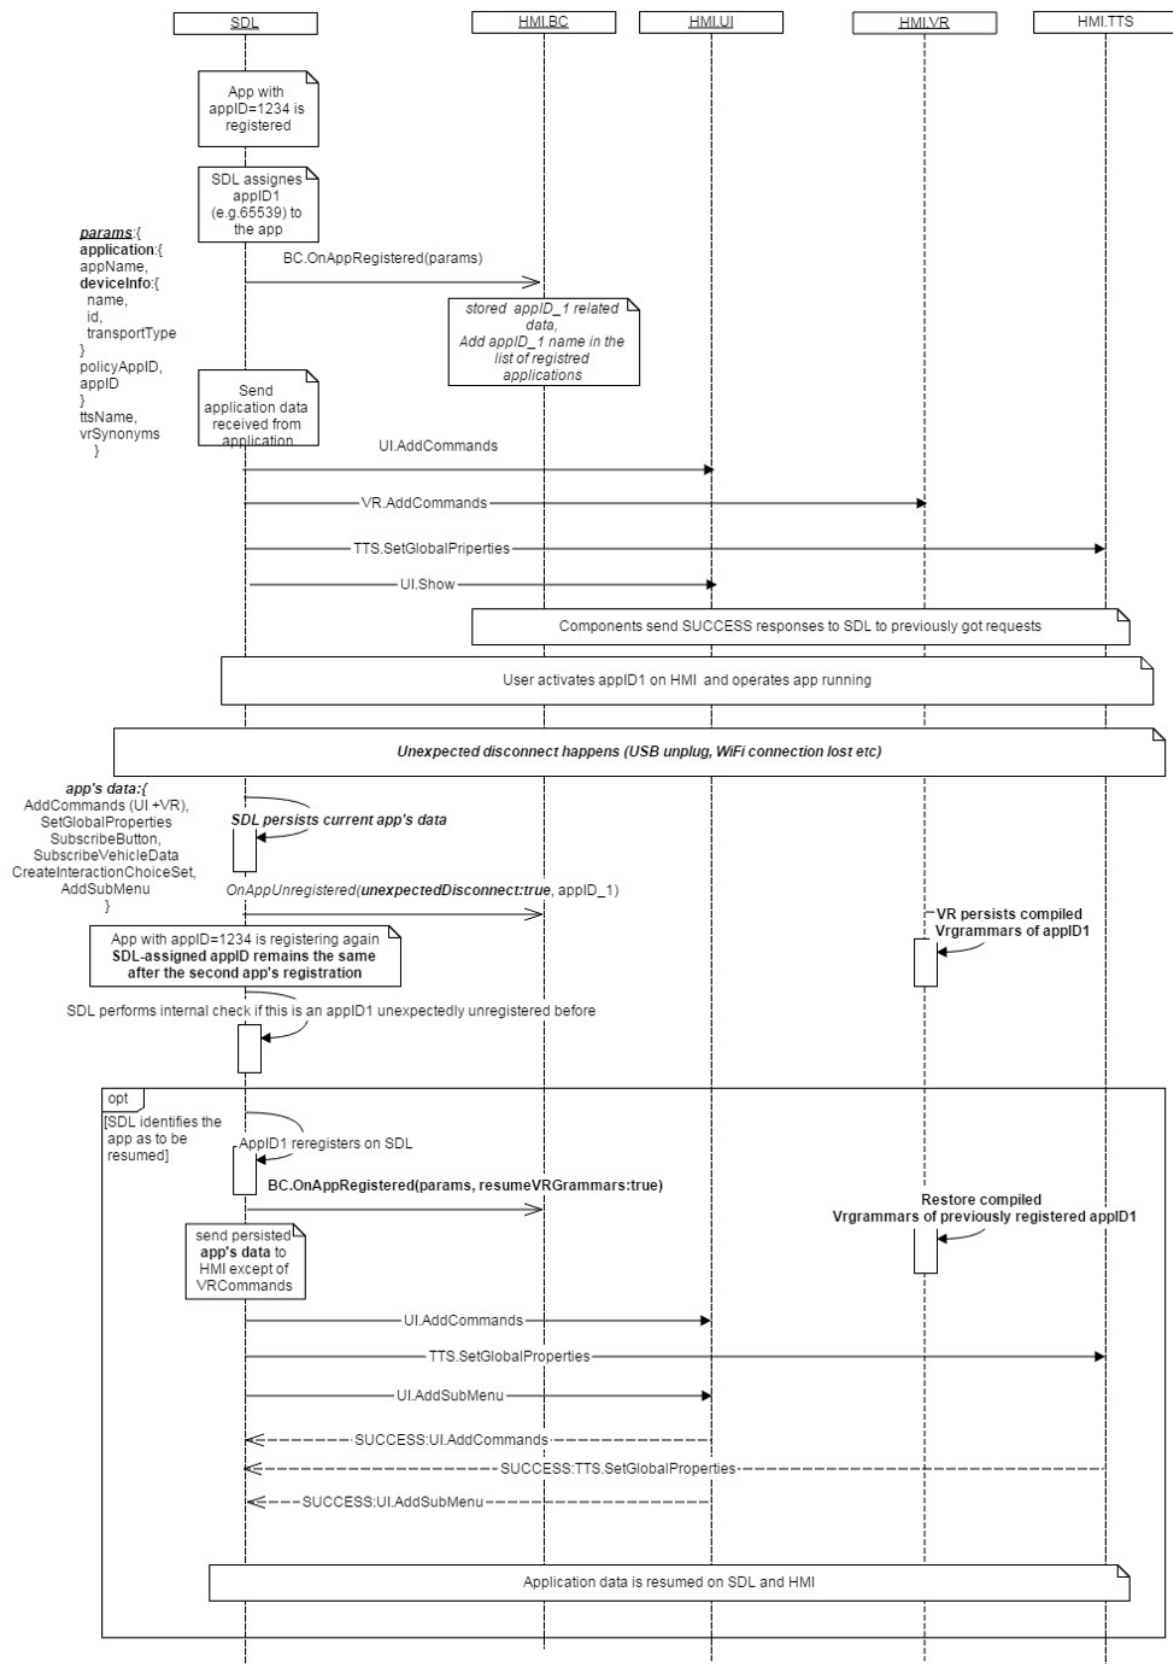 SDL
HMI.BC
HMI.UI
HMI.VR
HMI.TTS
App with
appID=1234 is
registered
SDL assignes
appID1
(e.g.65539) to
the app
params:{
application:{
appName,
deviceInfo:{
name,
id,
transportType
}
policyAppID,
appID
}
ttsName,
vrSynonyms
}
BC.OnAppRegistered(params)
stored appID_1 related
data,
Add appID_1 name in the
list of registred
applications
Send
application data
received from
application
UI.AddCommands
VR.AddCommands
TTS.SetGlobalPriperties
UI.Show
Components send SUCCESS responses to SDL to previously got requests
User activates appID1 on HMI and operates app running
Unexpected disconnect happens (USB unplug, WiFi connection lost etc)
app's data:{
AddCommands (UI +VR),
SetGlobalProperties
SubscribeButton,
SubscribeVehicleData
CreateInteractionChoiceSet,
AddSubMenu
}
SDL persists current app's data
OnAppUnregistered(unexpectedDisconnect:true, appID_1)
VR persists compiled
Vrgrammars of appID1
App with appID=1234 is registering again
SDL-assigned appID remains the same
after the second app's registration
SDL performs internal check if this is an appID1 unexpectedly unregistered before
opt
[SDL identifies the
app as to be
resumed]
AppID1 reregisters on SDL
BC.OnAppRegistered(params, resumeVRGrammars:true)
Restore compiled
Vrgrammars of previously registered appID1
send persisted
app's data to
HMI except of
VRCommands
UI.AddCommands
TTS.SetGlobalProperties
UI.AddSubMenu
SUCCESS:UI.AddCommands
SUCCESS:TTS.SetGlobalProperties
SUCCESS:UI.AddSubMenu
Application data is resumed on SDL and HMI